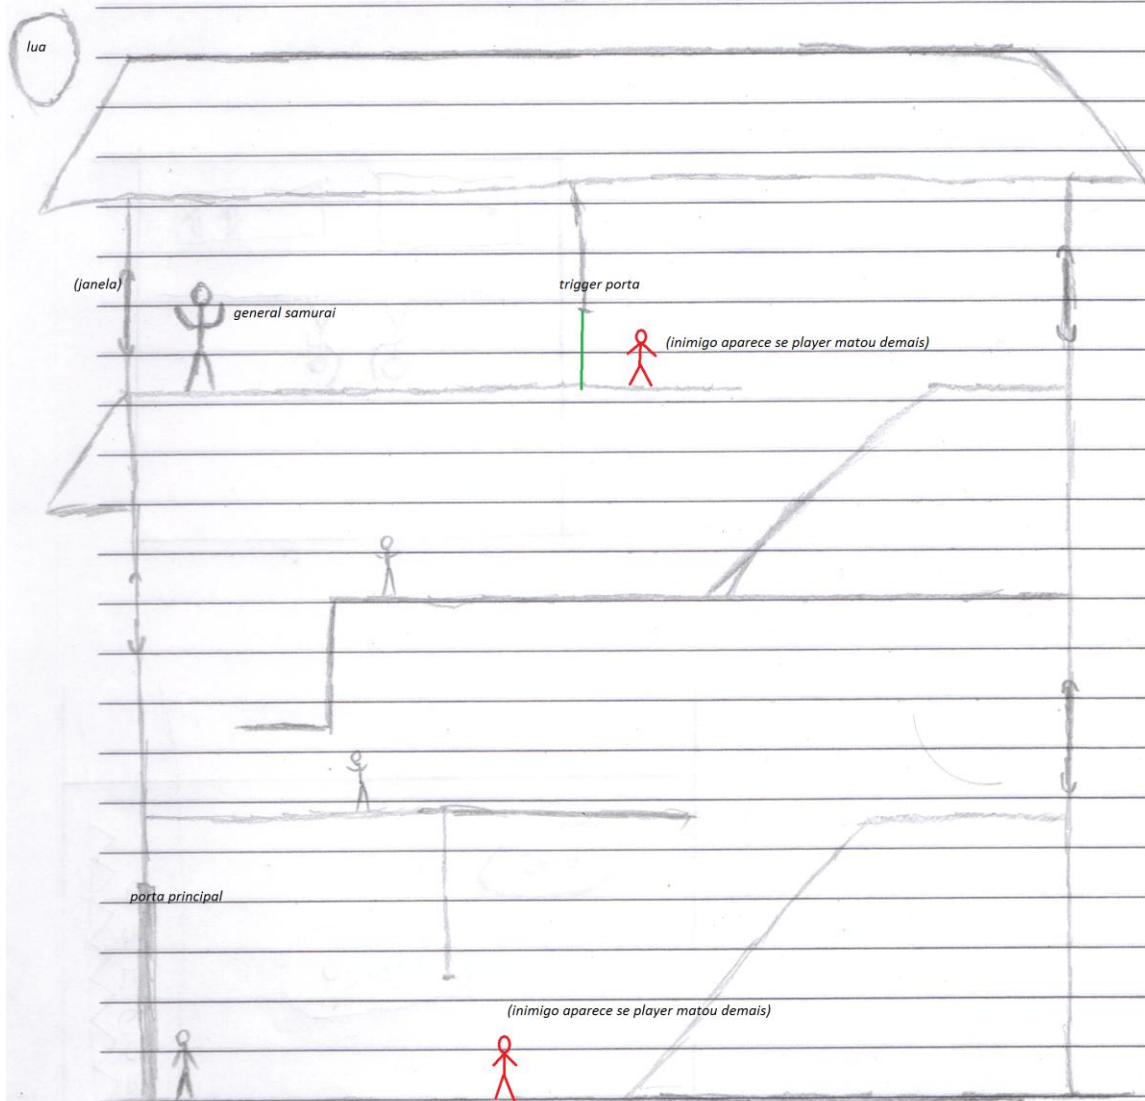 lua
(janela)
trigger porta
general samurai
(inimigo aparece se player matou demais)
porta principal
(inimigo aparece se player matou demais)